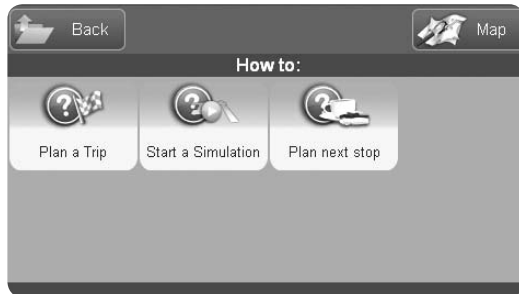 Back
Map
How to:
Plan a Trip
Start a Simulation
Plan next stop